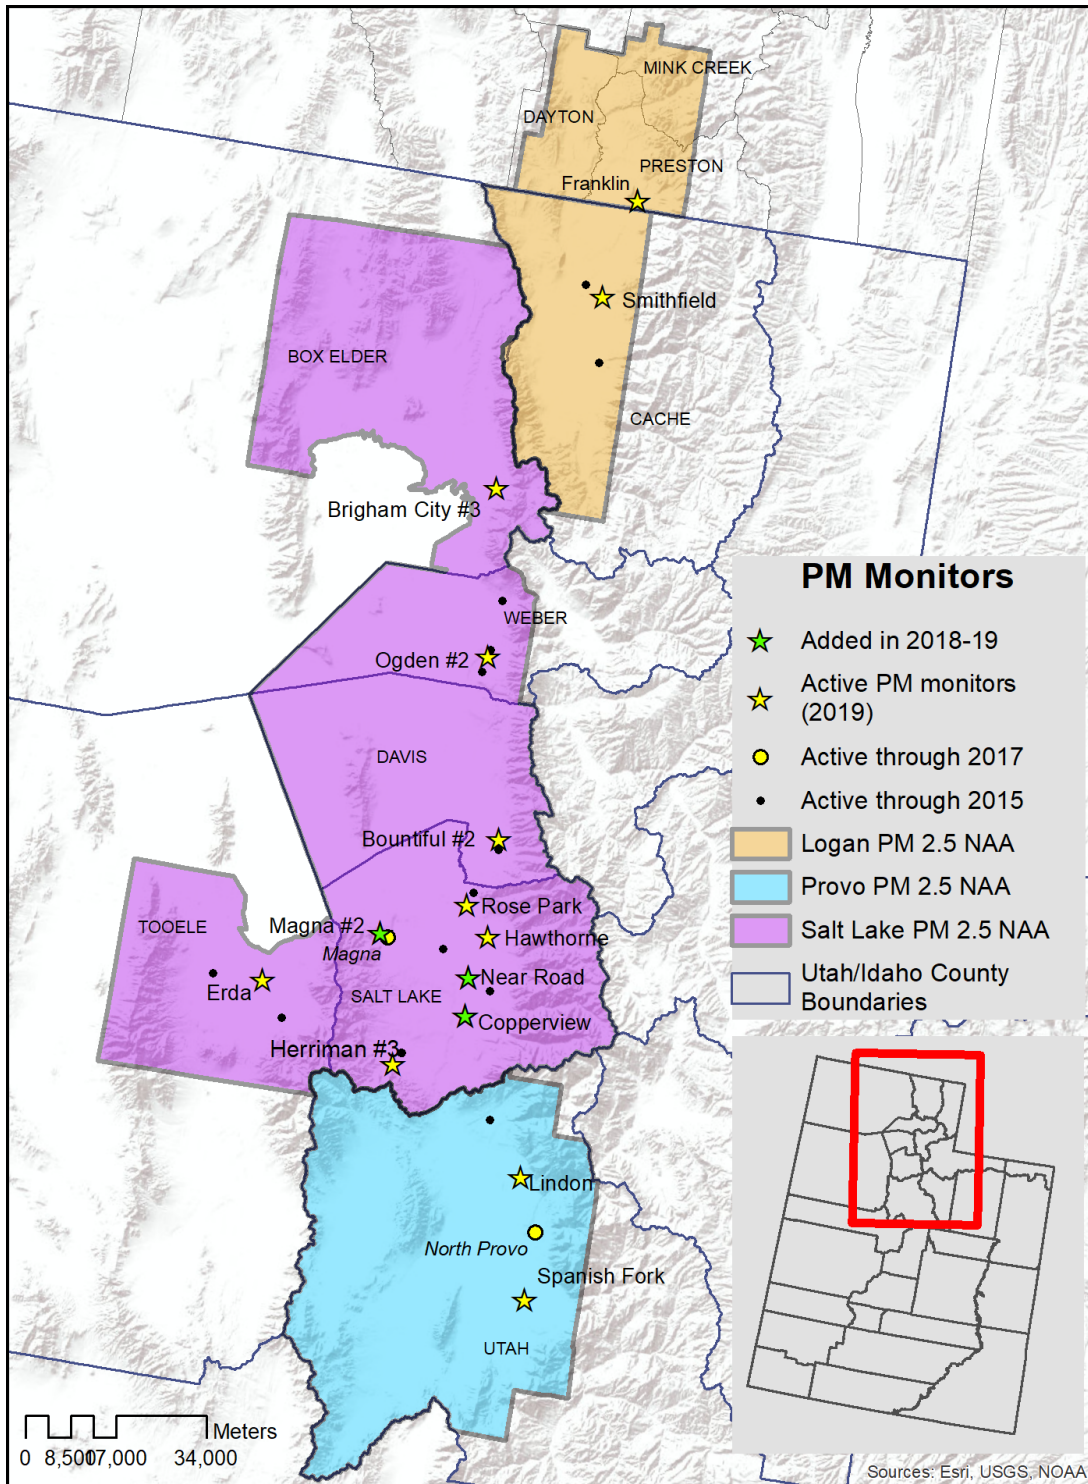 MINK CREEK
DAYTON
PRESTON
Franklin
Smithfield
BOX ELDER
CACHE
Brigham City #3
WEBER
Ogden #2
DAVIS
Bountiful #2
Rose Park
TOOELE
Magna #2
Hawthorne
Magna
Near Road
Erda
SALT LAKE
Copperview
Herriman #3
Lindon
North Provo
Spanish Fork
UTAH
PM Monitors
Added in 2018-19
Active PM monitors
(2019)
Active through 2017
Active through 2015
Logan PM 2.5 NAA
Provo PM 2.5 NAA
Salt Lake PM 2.5 NAA
Utah/Idaho County
Boundaries
Meters
0 8,500 17,000 34,000
Sources: Esri, USGS, NOAA